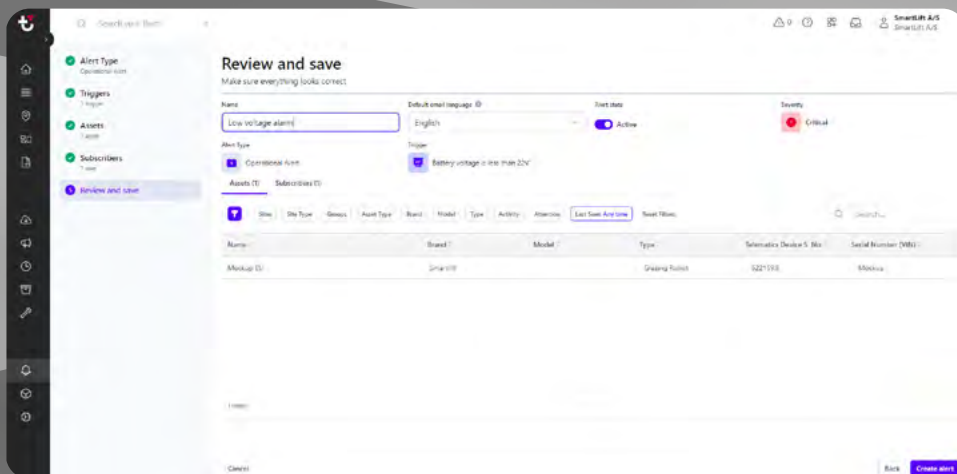 SmartLift A/S
SmartLift A/S
Alert Type
Operational Alert
Triggers
1 trigger
Assets
1 asset
Subscribers
1 user
Review and save
Review and save
Make sure everything looks correct
Name
Default email language
Alert state
Severity
Low voltage alarm
English
Active
Critical
Alert Type
Trigger
Operational Alert
Battery voltage is less than 22V
Assets (1)
Subscribers (1)
Sites
Site Type
Groups
Asset Type
Brand
Model
Type
Activity
Attention
Last Seen Any time
Reset Filters
Search...
Name
Brand
Model
Type
Telematics Device S. No.
Serial Number (VIN)
Mockup
Smartlift
Glazing Robot
Mockup
Cancel
Back
Create alert